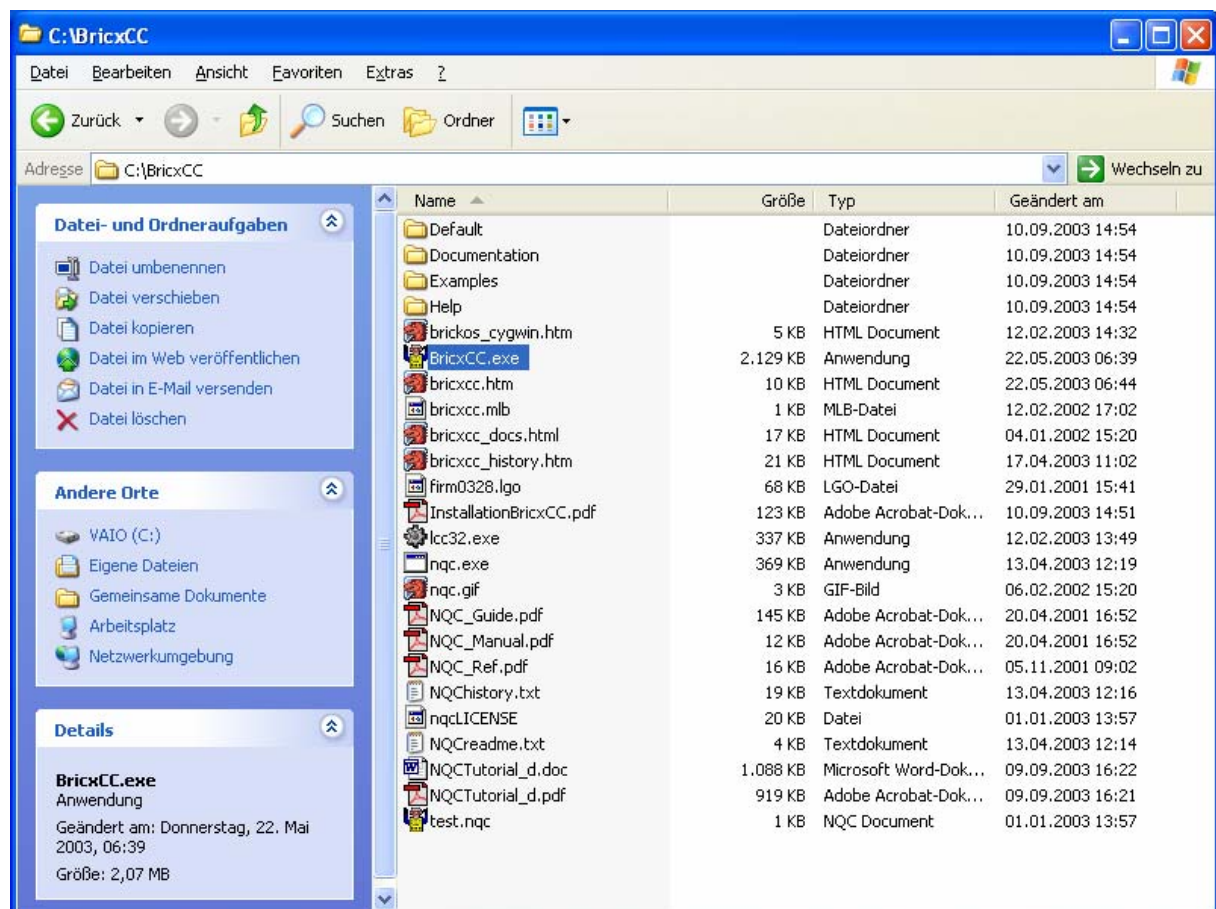 C:\BricxCC
Datei Bearbeiten Ansicht Favoriten Extras ?
Zurück Suchen Ordner
Adresse C:\BricxCC Wechseln zu
Datei- und Ordneraufgaben
Datei umbenennen
Datei verschieben
Datei kopieren
Datei im Web veröffentlichen
Datei in E-Mail versenden
Datei löschen
Andere Orte
VAIO (C:)
Eigene Dateien
Gemeinsame Dokumente
Arbeitsplatz
Netzwerkumgebung
Details
BricxCC.exe
Anwendung
Geändert am: Donnerstag, 22. Mai
2003, 06:39
Größe: 2,07 MB
Name Größe Typ Geändert am
Default Dateiordner 10.09.2003 14:54
Documentation Dateiordner 10.09.2003 14:54
Examples Dateiordner 10.09.2003 14:54
Help Dateiordner 10.09.2003 14:54
brickos_cygwin.htm 5 KB HTML Document 12.02.2003 14:32
BricxCC.exe 2.129 KB Anwendung 22.05.2003 06:39
bricxcc.htm 10 KB HTML Document 22.05.2003 06:44
bricxcc.mlb 1 KB MLB-Datei 12.02.2002 17:02
bricxcc_docs.html 17 KB HTML Document 04.01.2002 15:20
bricxcc_history.htm 21 KB HTML Document 17.04.2003 11:02
firm0328.lgo 68 KB LGO-Datei 29.01.2001 15:41
InstallationBricxCC.pdf 123 KB Adobe Acrobat-Dok... 10.09.2003 14:51
lcc32.exe 337 KB Anwendung 12.02.2003 13:49
nqc.exe 369 KB Anwendung 13.04.2003 12:19
nqc.gif 3 KB GIF-Bild 06.02.2002 15:20
NQC_Guide.pdf 145 KB Adobe Acrobat-Dok... 20.04.2001 16:52
NQC_Manual.pdf 12 KB Adobe Acrobat-Dok... 20.04.2001 16:52
NQC_Ref.pdf 16 KB Adobe Acrobat-Dok... 05.11.2001 09:02
NQChistory.txt 19 KB Textdokument 13.04.2003 12:16
nqcLICENSE 20 KB Datei 01.01.2003 13:57
NQCreadme.txt 4 KB Textdokument 13.04.2003 12:14
NQCTutorial_d.doc 1.088 KB Microsoft Word-Dok... 09.09.2003 16:22
NQCTutorial_d.pdf 919 KB Adobe Acrobat-Dok... 09.09.2003 16:21
test.nqc 1 KB NQC Document 01.01.2003 13:57